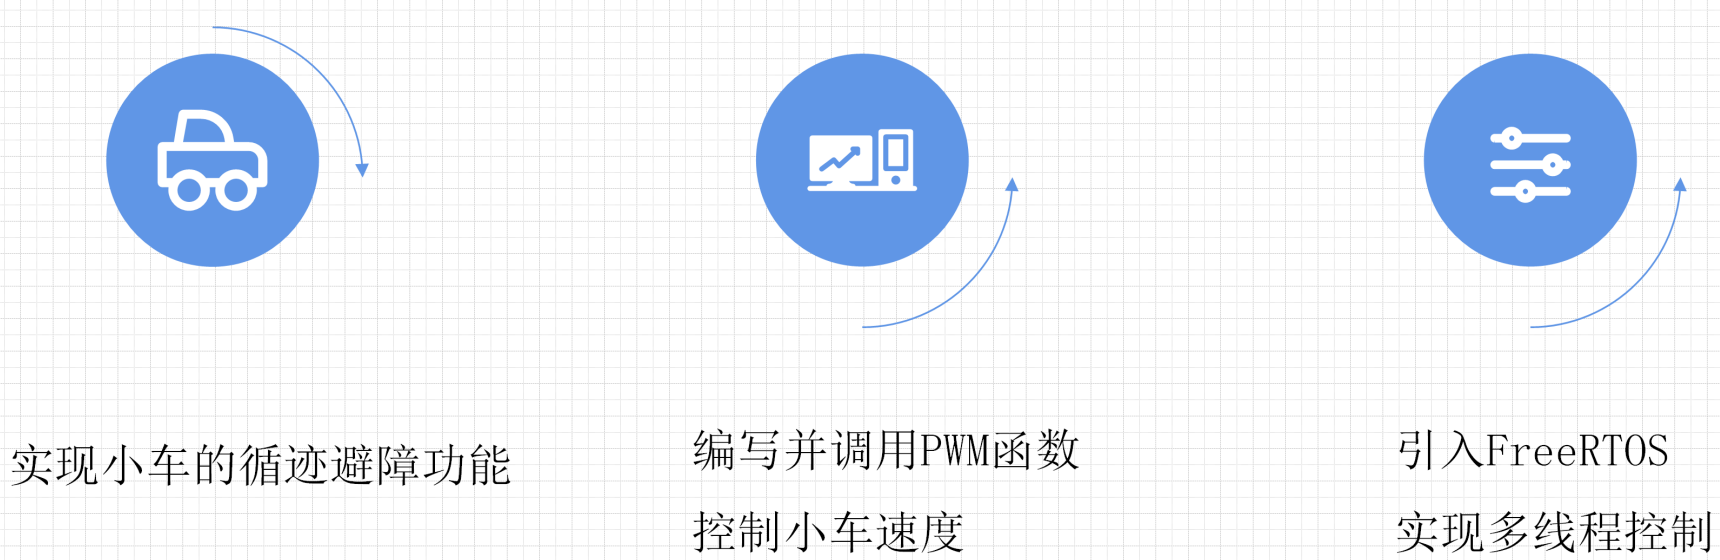 实现小车的循迹避障功能
编写并调用PWM函数
控制小车速度
引入FreeRTOS
实现多线程控制